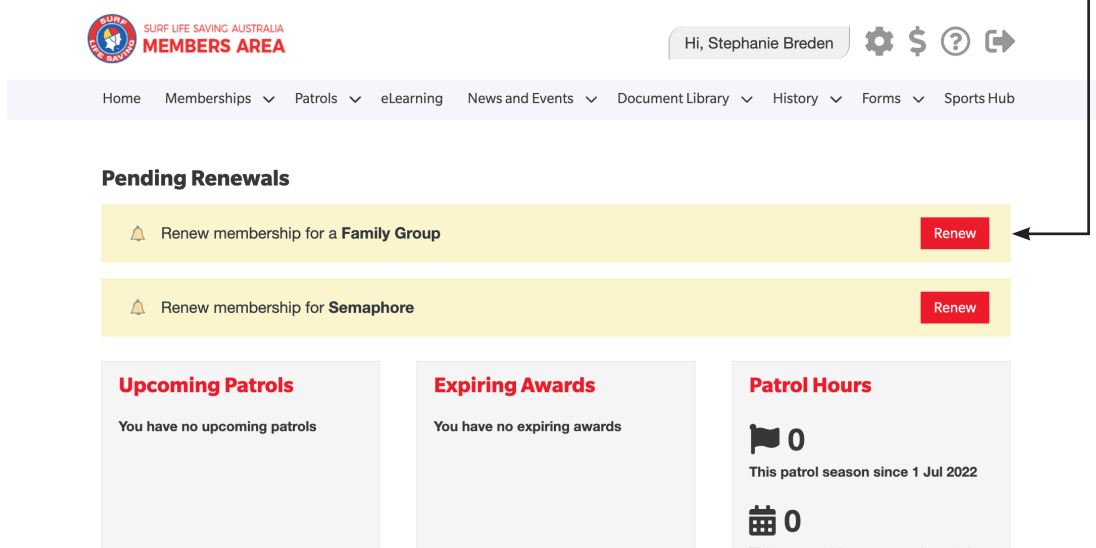 SURF LIFE SAVING
SURF LIFE SAVING AUSTRALIA
MEMBERS AREA
Hi, Stephanie Breden
Home Memberships Patrols eLearning News and Events Document Library History Forms Sports Hub
Pending Renewals
Renew membership for a Family Group Renew
Renew membership for Semaphore Renew
Upcoming Patrols
You have no upcoming patrols
Expiring Awards
You have no expiring awards
Patrol Hours
0
This patrol season since 1 Jul 2022
0